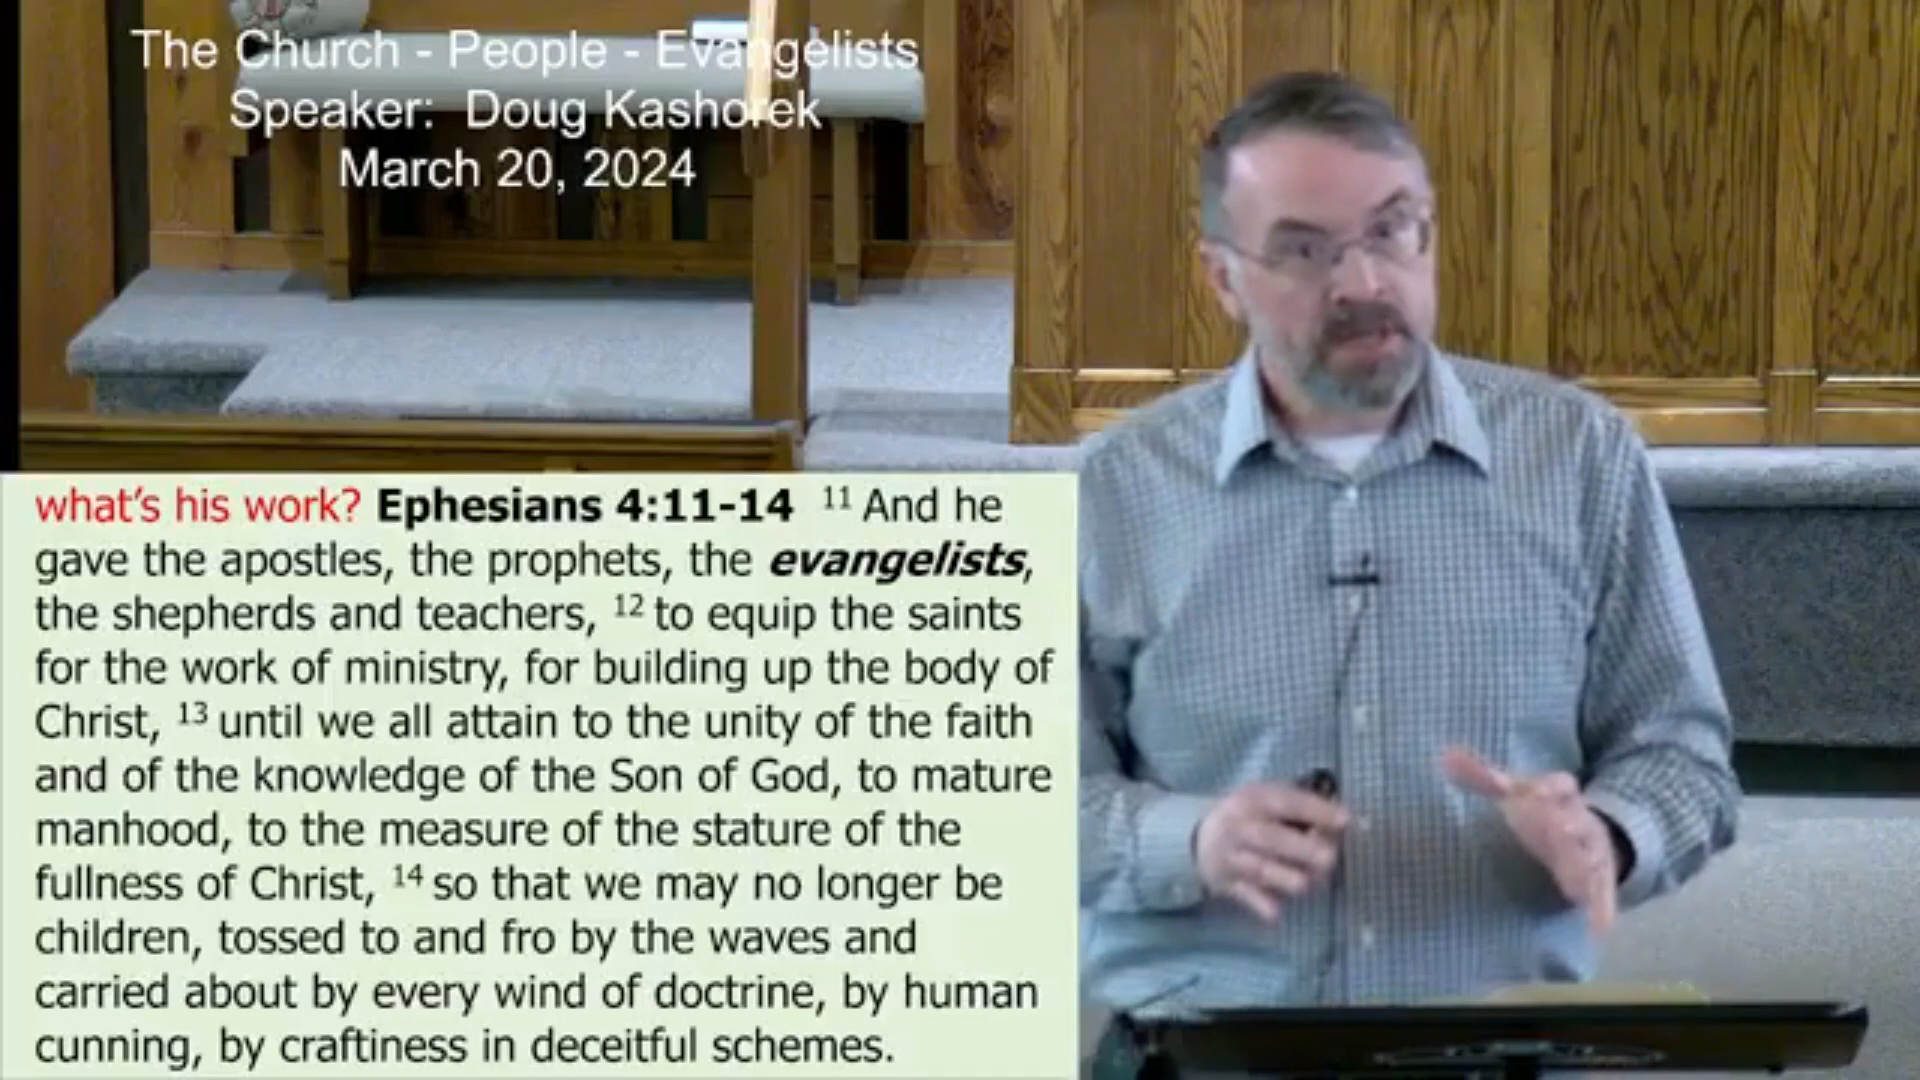 The Church - People - Evangelists
Speaker: Doug Kashorek
March 20, 2024
what's his work? Ephesians 4:11-14 11 And he
gave the apostles, the prophets, the evangelists,
the shepherds and teachers, 12 to equip the saints
for the work of ministry, for building up the body of
Christ, 13 until we all attain to the unity of the faith
and of the knowledge of the Son of God, to mature
manhood, to the measure of the stature of the
fullness of Christ, 14 so that we may no longer be
children, tossed to and fro by the waves and
carried about by every wind of doctrine, by human
cunning, by craftiness in deceitful schemes.